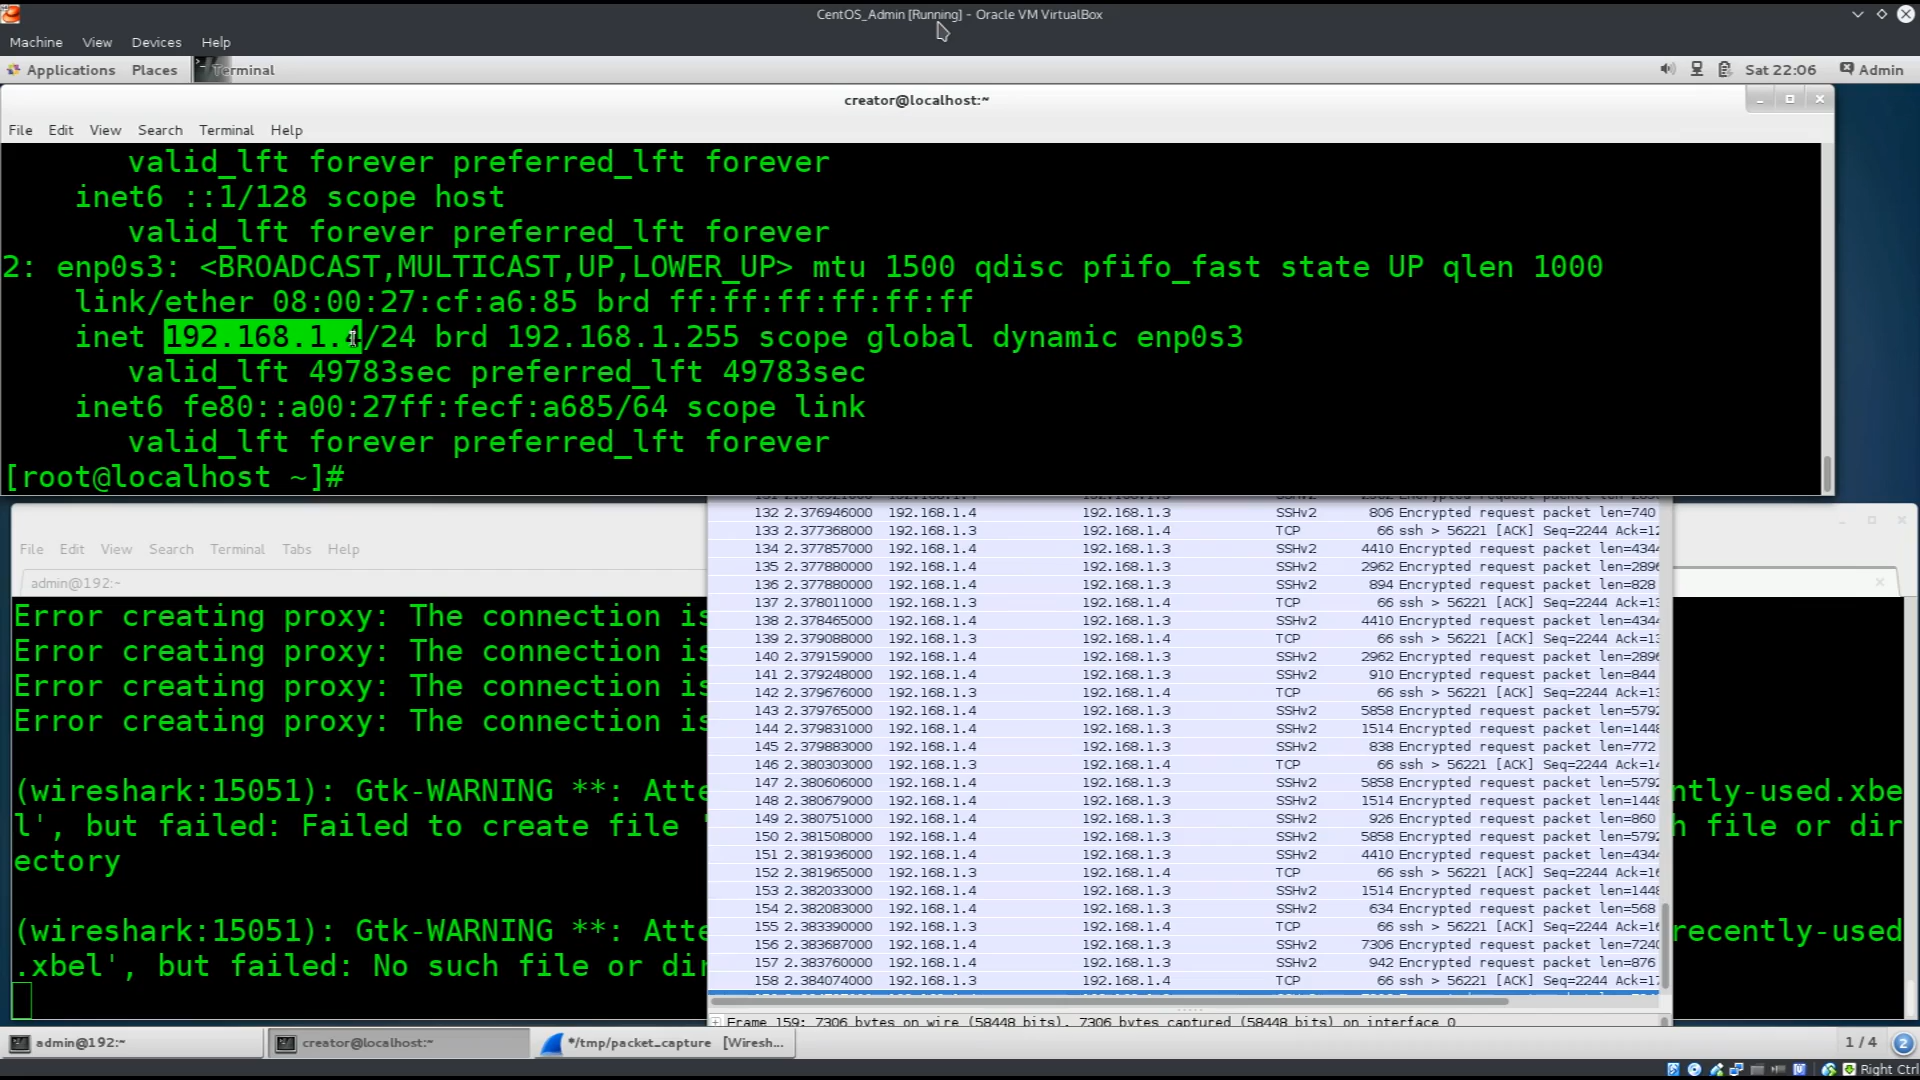 CentOS_Admin [Running] - Oracle VM VirtualBox
Machine View Devices Help
Applications Places Terminal Sat 22:06 Admin
creator@localhost:~
File Edit View Search Terminal Help
valid_lft forever preferred_lft forever
inet6 ::1/128 scope host
valid_lft forever preferred_lft forever
2: enp0s3: <BROADCAST,MULTICAST,UP,LOWER_UP> mtu 1500 qdisc pfifo_fast state UP qlen 1000
link/ether 08:00:27:cf:a6:85 brd ff:ff:ff:ff:ff:ff
inet 192.168.1.4/24 brd 192.168.1.255 scope global dynamic enp0s3
valid_lft 49783sec preferred_lft 49783sec
inet6 fe80::a00:27ff:fecf:a685/64 scope link
valid_lft forever preferred_lft forever
[root@localhost ~]#
File Edit View Search Terminal Tabs Help
admin@192:~
Error creating proxy: The connection is
Error creating proxy: The connection is
Error creating proxy: The connection is
Error creating proxy: The connection is
(wireshark:15051): Gtk-WARNING **: Atte
ntly-used.xbe
l', but failed: Failed to create file '
h file or dir
ectory
(wireshark:15051): Gtk-WARNING **: Atte
recently-used
.xbel', but failed: No such file or dir
132 2.376946000 192.168.1.4 192.168.1.3 SSHv2 806 Encrypted request packet len=740
133 2.377368000 192.168.1.3 192.168.1.4 TCP 66 ssh > 56221 [ACK] Seq=2244 Ack=12
134 2.377857000 192.168.1.4 192.168.1.3 SSHv2 4410 Encrypted request packet len=4344
135 2.377880000 192.168.1.4 192.168.1.3 SSHv2 2962 Encrypted request packet len=2896
136 2.377880000 192.168.1.4 192.168.1.3 SSHv2 894 Encrypted request packet len=828
137 2.378011000 192.168.1.3 192.168.1.4 TCP 66 ssh > 56221 [ACK] Seq=2244 Ack=13
138 2.378465000 192.168.1.4 192.168.1.3 SSHv2 4410 Encrypted request packet len=4344
139 2.379088000 192.168.1.3 192.168.1.4 TCP 66 ssh > 56221 [ACK] Seq=2244 Ack=13
140 2.379159000 192.168.1.4 192.168.1.3 SSHv2 2962 Encrypted request packet len=2896
141 2.379248000 192.168.1.4 192.168.1.3 SSHv2 910 Encrypted request packet len=844
142 2.379676000 192.168.1.3 192.168.1.4 TCP 66 ssh > 56221 [ACK] Seq=2244 Ack=13
143 2.379765000 192.168.1.4 192.168.1.3 SSHv2 5858 Encrypted request packet len=5792
144 2.379831000 192.168.1.4 192.168.1.3 SSHv2 1514 Encrypted request packet len=1448
145 2.379883000 192.168.1.4 192.168.1.3 SSHv2 838 Encrypted request packet len=772
146 2.380303000 192.168.1.3 192.168.1.4 TCP 66 ssh > 56221 [ACK] Seq=2244 Ack=14
147 2.380606000 192.168.1.4 192.168.1.3 SSHv2 5858 Encrypted request packet len=5792
148 2.380679000 192.168.1.4 192.168.1.3 SSHv2 1514 Encrypted request packet len=1448
149 2.380751000 192.168.1.4 192.168.1.3 SSHv2 926 Encrypted request packet len=860
150 2.381508000 192.168.1.4 192.168.1.3 SSHv2 5858 Encrypted request packet len=5792
151 2.381936000 192.168.1.4 192.168.1.3 SSHv2 4410 Encrypted request packet len=4344
152 2.381965000 192.168.1.3 192.168.1.4 TCP 66 ssh > 56221 [ACK] Seq=2244 Ack=16
153 2.382033000 192.168.1.4 192.168.1.3 SSHv2 1514 Encrypted request packet len=1448
154 2.382083000 192.168.1.4 192.168.1.3 SSHv2 634 Encrypted request packet len=568
155 2.383390000 192.168.1.3 192.168.1.4 TCP 66 ssh > 56221 [ACK] Seq=2244 Ack=16
156 2.383687000 192.168.1.4 192.168.1.3 SSHv2 7306 Encrypted request packet len=7240
157 2.383760000 192.168.1.4 192.168.1.3 SSHv2 942 Encrypted request packet len=876
158 2.384074000 192.168.1.3 192.168.1.4 TCP 66 ssh > 56221 [ACK] Seq=2244 Ack=17
Frame 159: 7306 bytes on wire (58448 bits), 7306 bytes captured (58448 bits) on interface 0
admin@192:~ creator@localhost:~ */tmp/packet_capture [Wiresh... 1 / 4 2
Right Ctrl